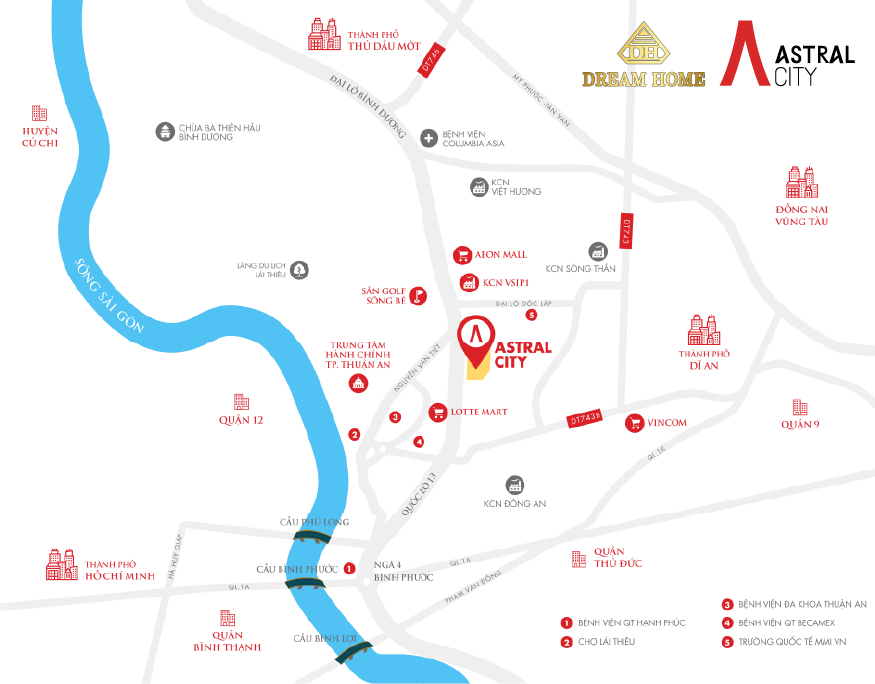 THÀNH PHỐ
THỦ DẦU MỘT
DT746
DH
DREAM HOME
ASTRAL
CITY
ĐẠI LỘ BÌNH DƯƠNG
MỸ PHƯỚC TÂN VẠN
HUYỆN
CỦ CHI
CHÙA BÀ THIÊN HẬU
BÌNH DƯƠNG
BỆNH VIỆN
COLUMBIA ASIA
KCN
VIỆT HƯƠNG
ĐỒNG NAI
VŨNG TÀU
DT743
AEON MALL
KCN SÓNG THẦN
LÀNG DU LỊCH
LÁI THIÊU
KCN VSIP1
SÔNG SÀI GÒN
SÂN GOLF
SÔNG BÉ
ĐẠI LÔ ĐỘC LẬP
5
TRUNG TÂM
HÀNH CHÍNH
TP. THUẬN AN
NGUYỄN VĂN TIẾT
ASTRAL
CITY
THÀNH PHỐ
DĨ AN
QUẬN 12
3
LOTTE MART
DT743B
VINCOM
QUẬN 9
2
4
QL.1K
QUỐC LỘ 13
KCN ĐỒNG AN
CẦU PHÚ LONG
HÀ HUY GIÁP
THÀNH PHỐ
HỒ CHÍ MINH
CẦU BÌNH PHƯỚC
1
NGÃ 4
BÌNH PHƯỚC
QL.1A
QL.1A
PHẠM VĂN ĐỒNG
QUẬN
THỦ ĐỨC
QUẬN
BÌNH THẠNH
CẦU BÌNH LỢI
1 BỆNH VIỆN QT HẠNH PHÚC
2 CHỢ LÁI THIÊU
3 BỆNH VIỆN ĐA KHOA THUẬN AN
4 BỆNH VIỆN QT BECAMEX
5 TRƯỜNG QUỐC TẾ MMI VN